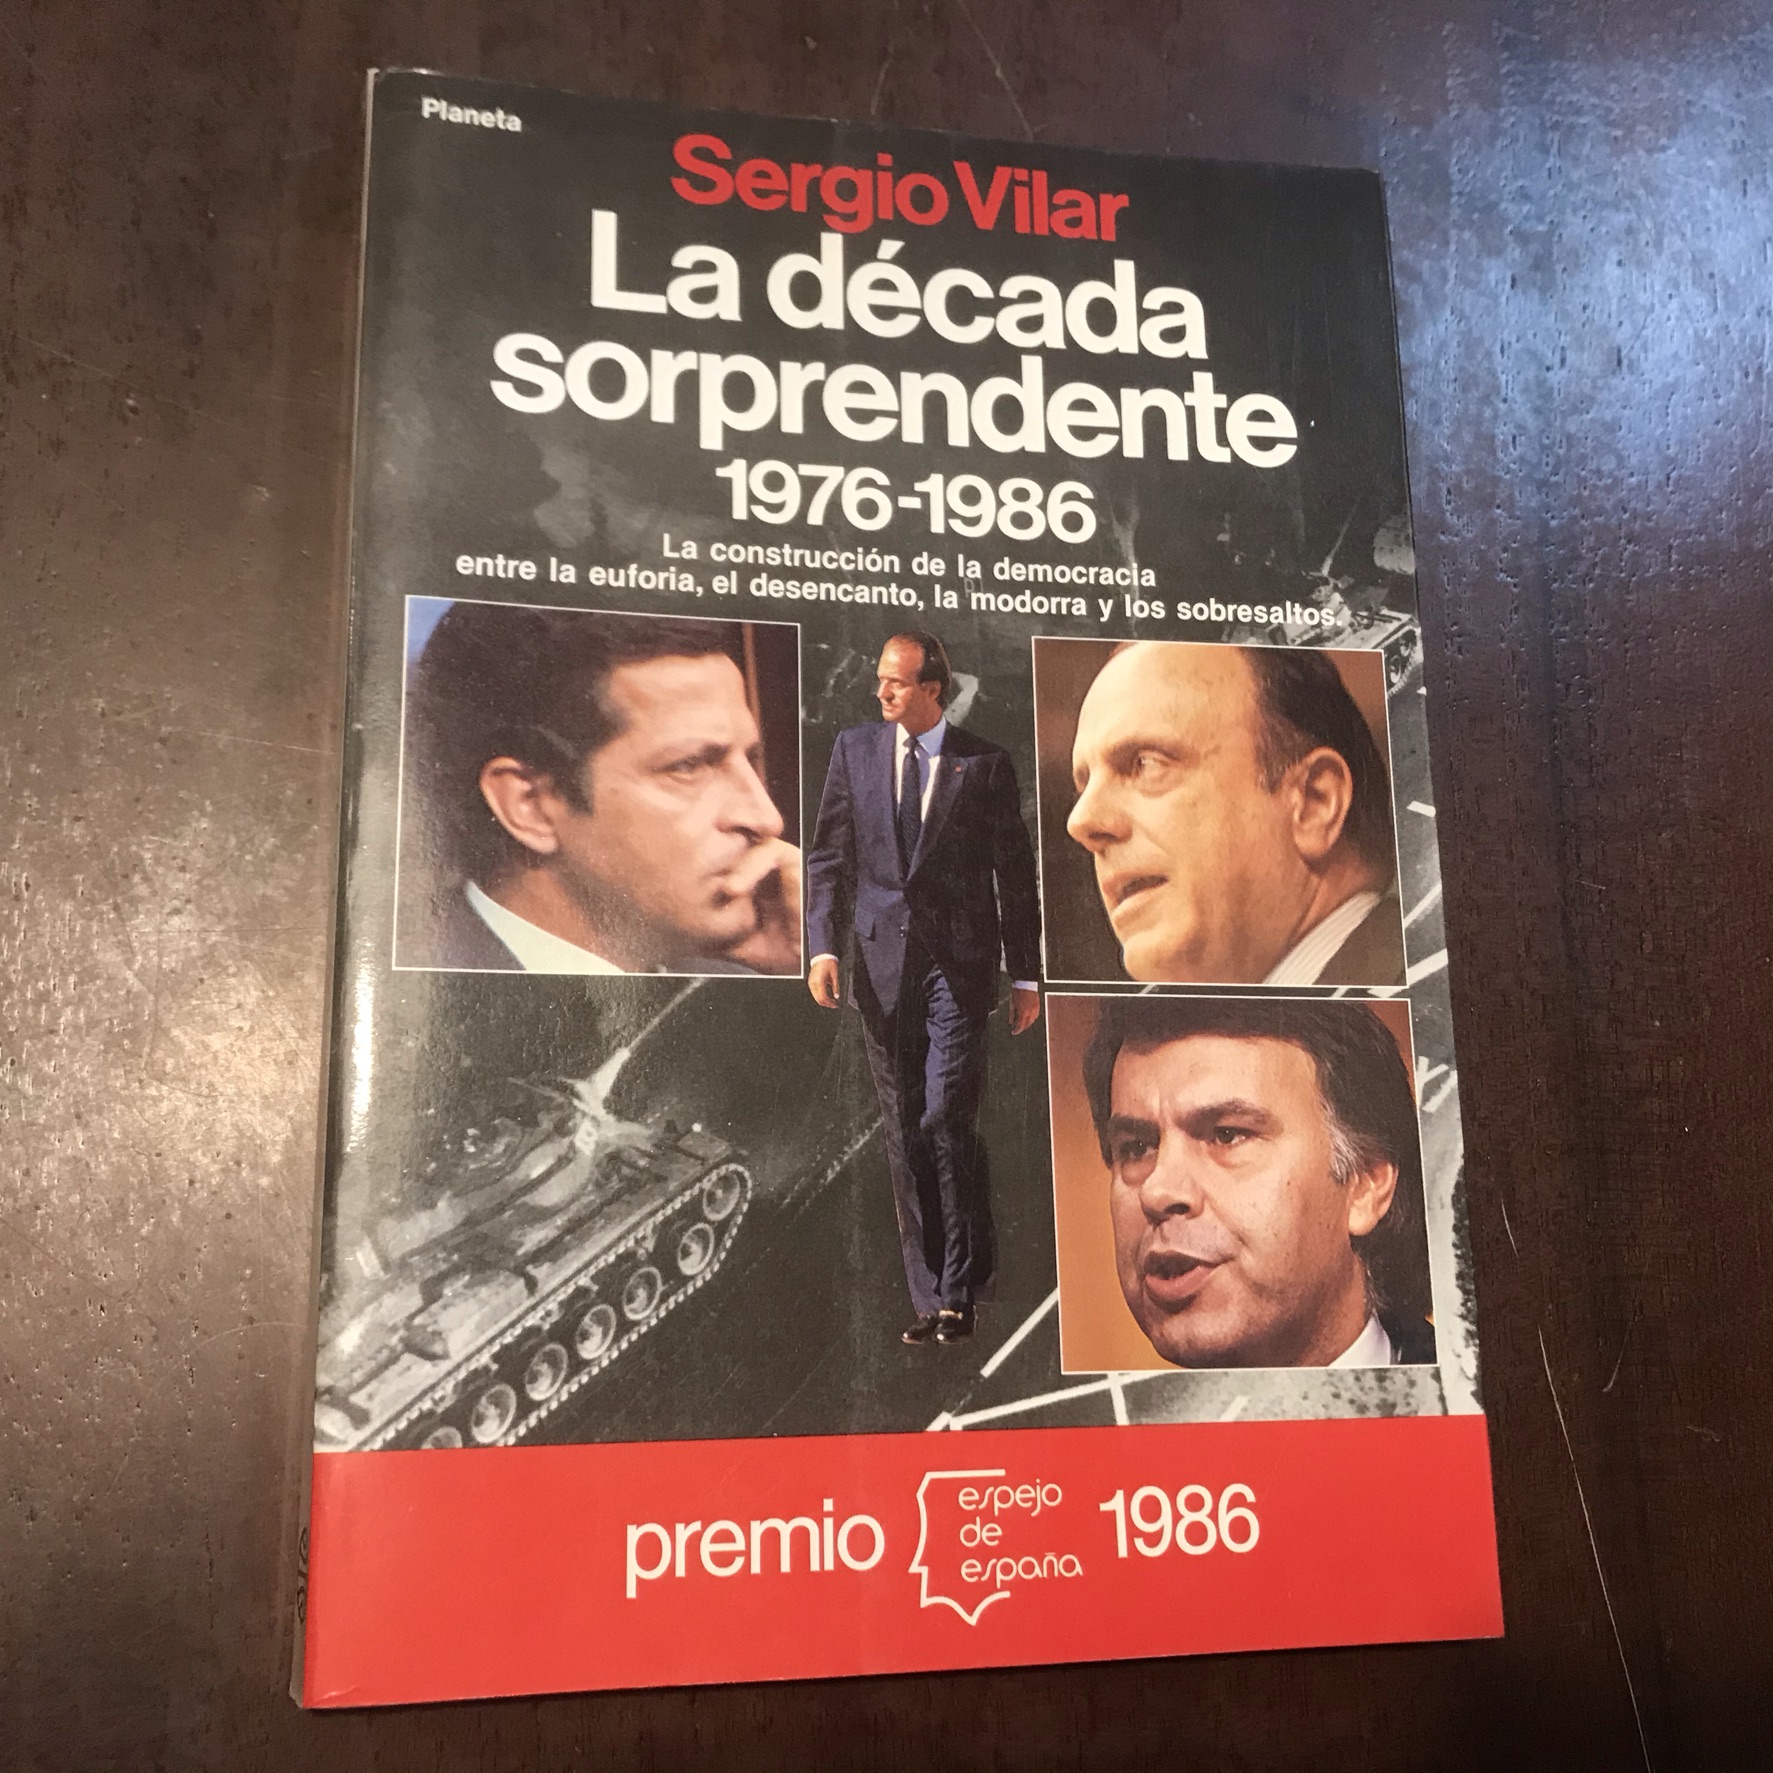 Planeta
Sergio Vilar
La década
sorprendente
1976-1986
La construcción de la democracia
entre la euforia, el desencanto, la modorra y los sobresaltos.
premio
espejo
de
españa
1986